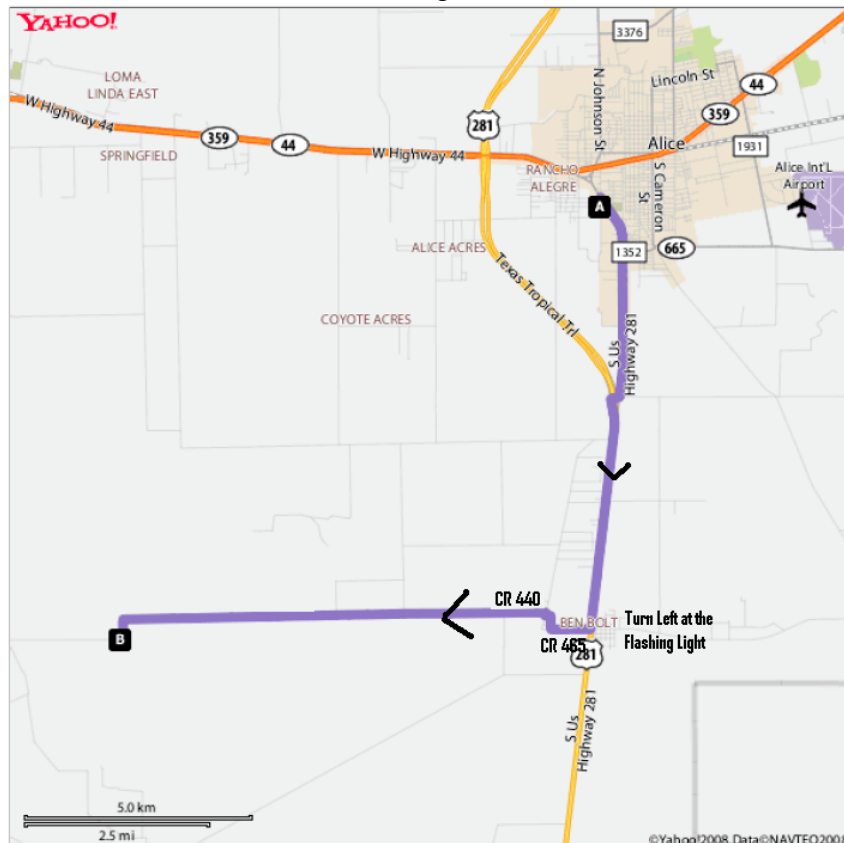 YAHOO!
3376
LOMA
LINDA EAST
N Johnson St
Lincoln St
44
W Highway 44
281
359
359
44
1931
SPRINGFIELD
W Highway 44
Alice
RANCHO
ALEGRE
S Cameron
St
Alice Int'L
Airport
A
ALICE ACRES
1352
665
Texas Tropical Trl
COYOTE ACRES
S Us
Highway 281
CR 440
BEN BOLT
Turn Left at the
Flashing Light
B
CR 465
281
S Us
Highway 281
5.0 km
2.5 mi
©Yahoo!2008 Data©NAVTEQ2008